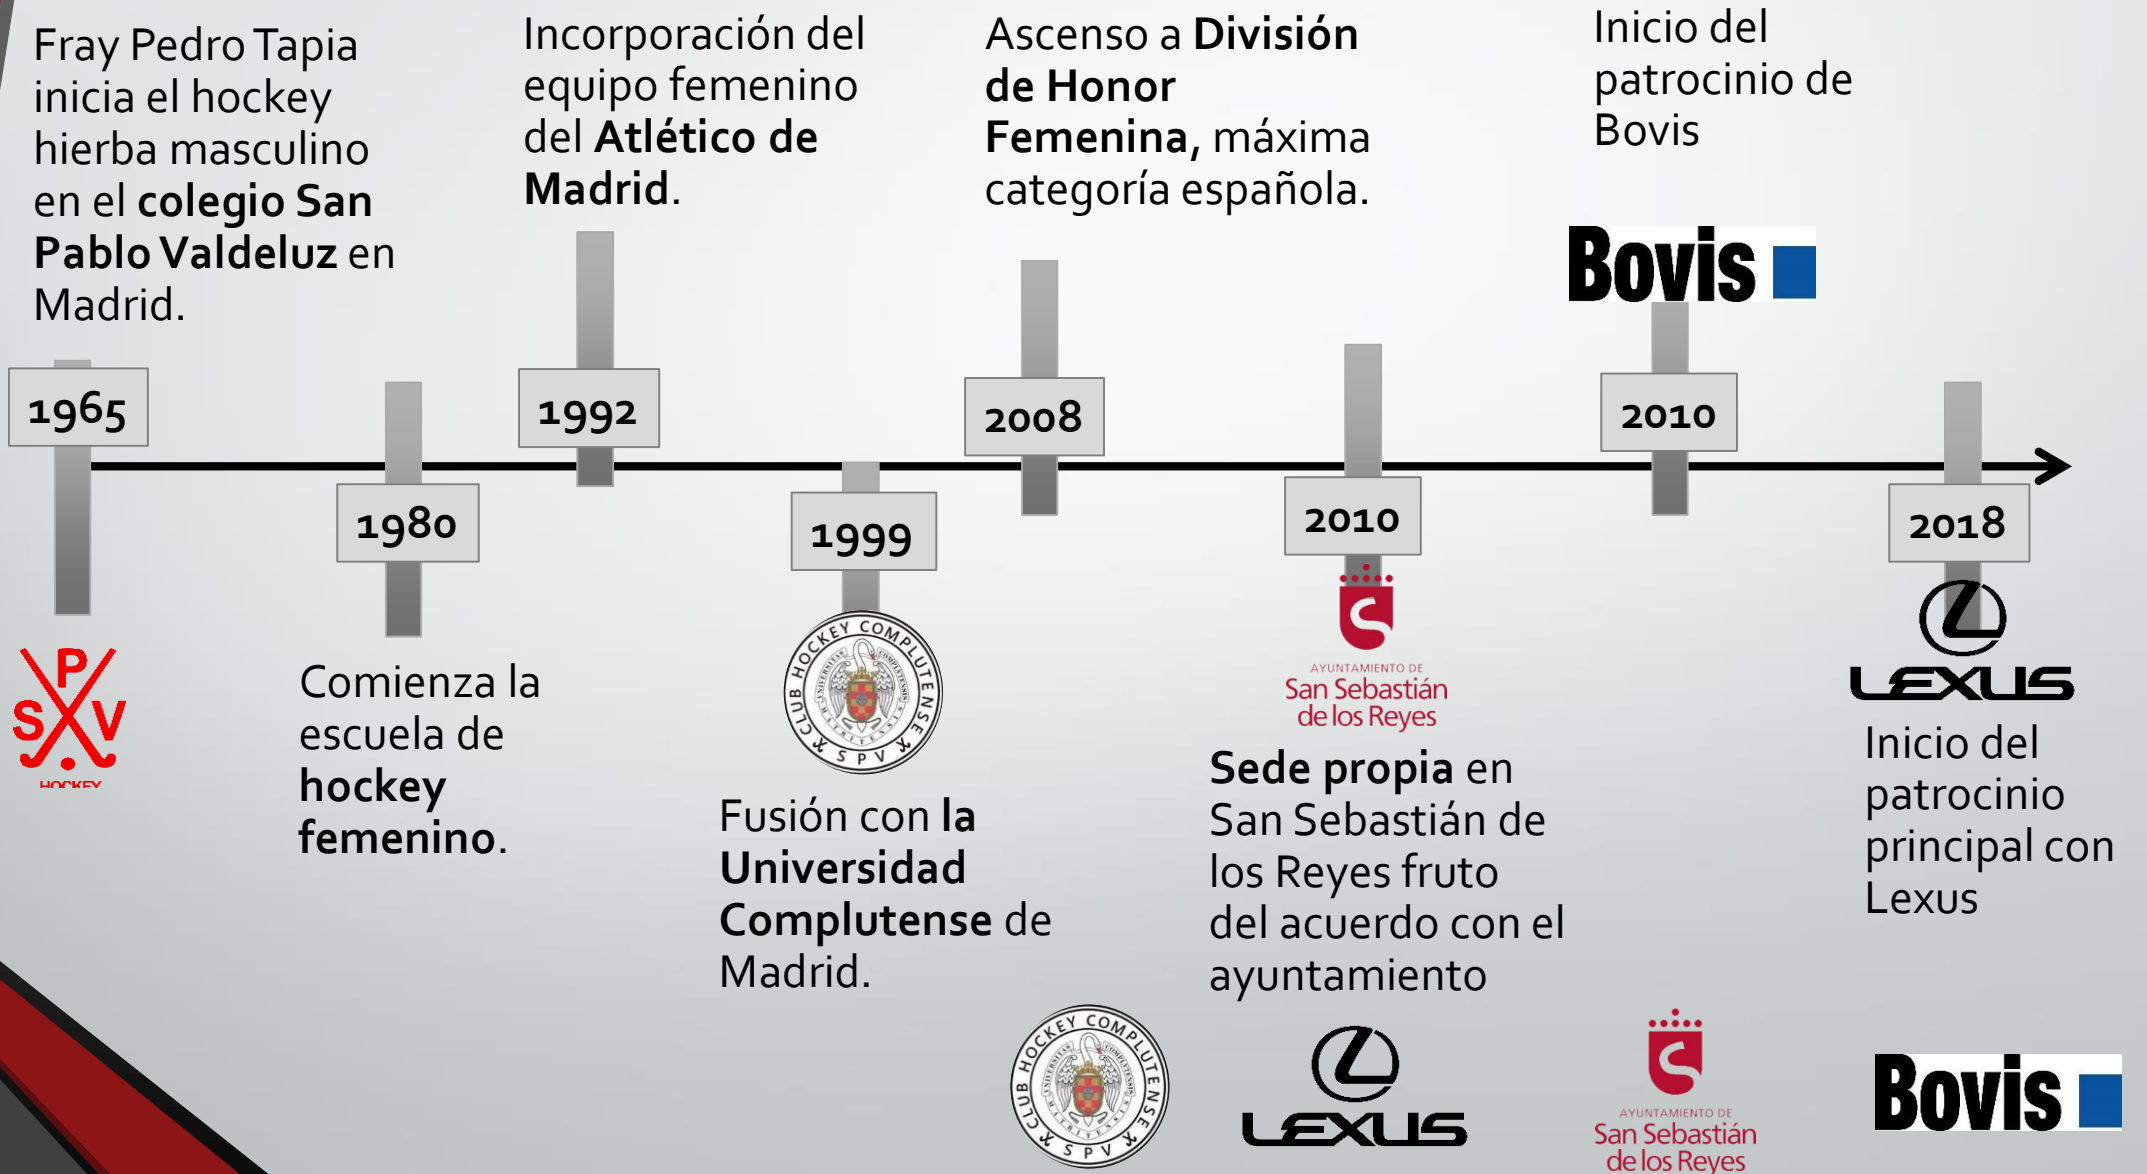 Fray Pedro Tapia
inicia el hockey
hierba masculino
en el colegio San
Pablo Valdeluz en
Madrid.
1965
P
S V
HOCKEY
1980
Comienza la
escuela de
hockey
femenino.
Incorporación del
equipo femenino
del Atlético de
Madrid.
1992
1999
CLUB HOCKEY COMPLUTENSE
SPV
Fusión con la
Universidad
Complutense de
Madrid.
Ascenso a División
de Honor
Femenina, máxima
categoría española.
2008
2010
AYUNTAMIENTO DE
San Sebastián
de los Reyes
Sede propia en
San Sebastián de
los Reyes fruto
del acuerdo con el
ayuntamiento
Inicio del
patrocinio de
Bovis
Bovis
2010
2018
LEXUS
Inicio del
patrocinio
principal con
Lexus
CLUB HOCKEY COMPLUTENSE
SPV
LEXUS
AYUNTAMIENTO DE
San Sebastián
de los Reyes
Bovis